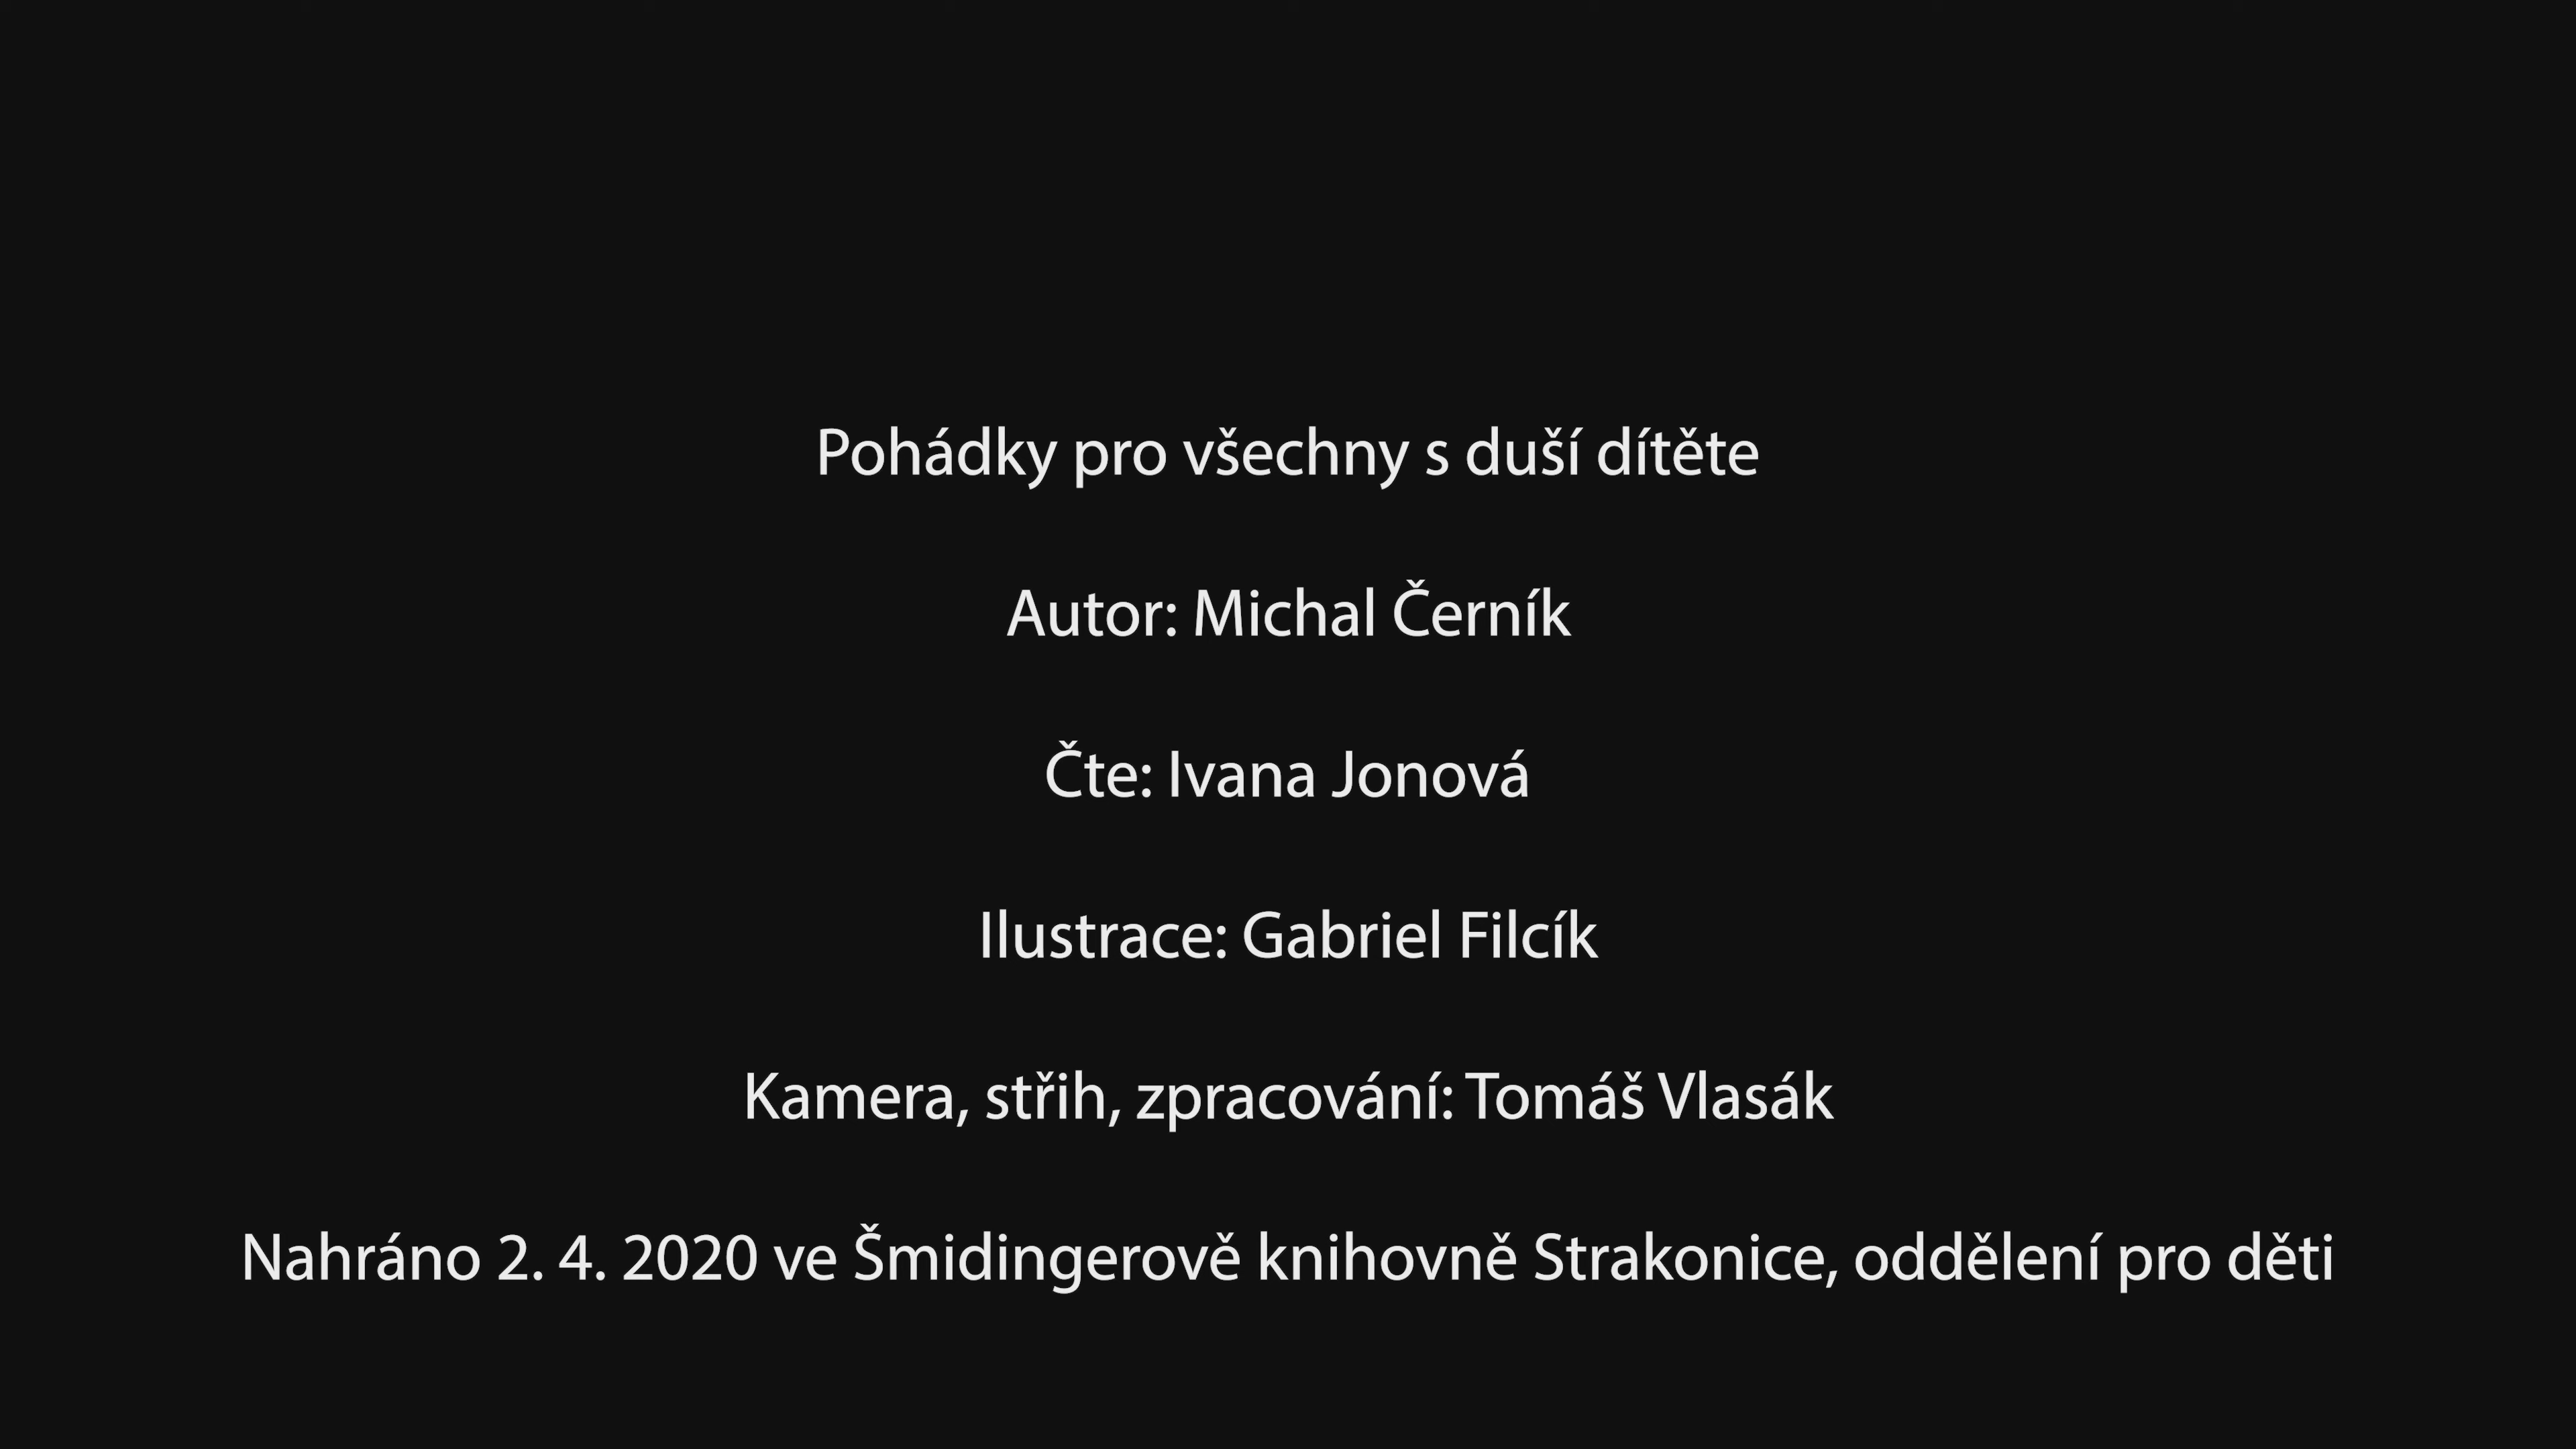 Pohádky pro všechny s duší dítěte
Autor: Michal Černík
Čte: Ivana Jonová
Ilustrace: Gabriel Filcík
Kamera, střih, zpracování: Tomáš Vlasák
Nahráno 2. 4. 2020 ve Šmidingerově knihovně Strakonice, oddělení pro děti